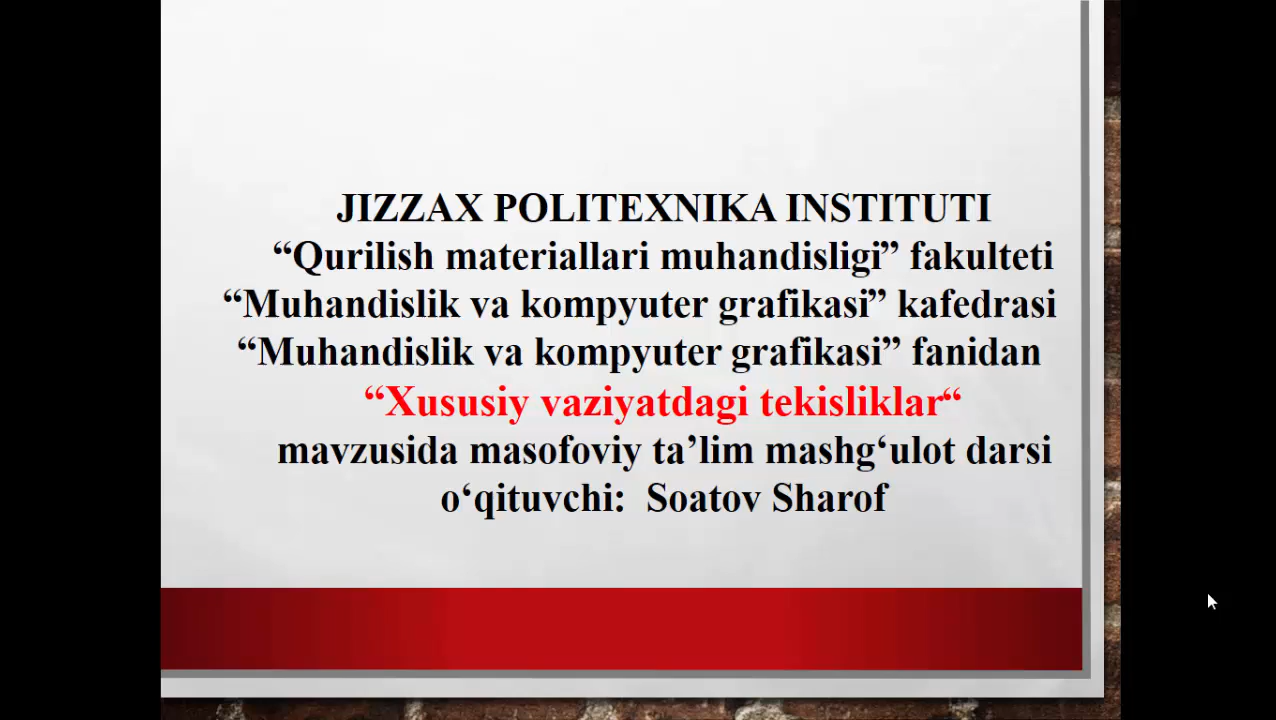 JIZZAX POLITEXNIKA INSTITUTI
“Qurilish materiallari muhandisligi” fakulteti
“Muhandislik va kompyuter grafikasi” kafedrasi
“Muhandislik va kompyuter grafikasi” fanidan
“Xususiy vaziyatdagi tekisliklar“
mavzusida masofoviy ta’lim mashg‘ulot darsi
o‘qituvchi: Soatov Sharof